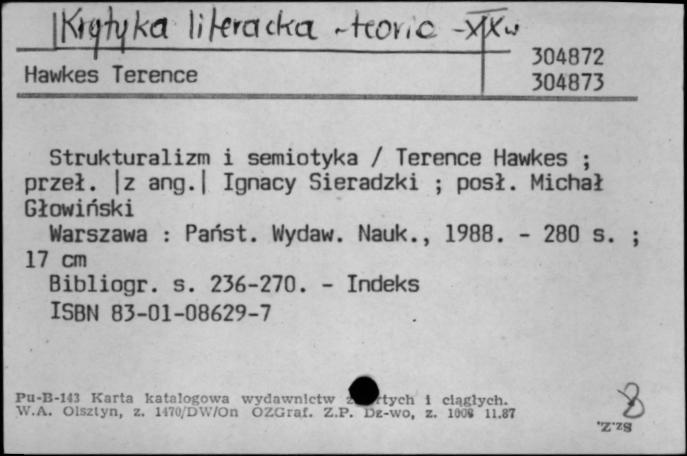 Krytyka literacka - teoria - XX w
304872
Hawkes Terence
304873
Strukturalizm i semiotyka / Terence Hawkes ;
przeł. |z ang.| Ignacy Sieradzki ; posł. Michał
Głowiński
Warszawa : Państ. Wydaw. Nauk., 1988. - 280 s. ;
17 cm
Bibliogr. s. 236-270. - Indeks
ISBN 83-01-08629-7
Pu-B-143 Karta katalogowa wydawnictw i ciągłych.
W.A. Olsztyn, z. 1470/DW/On OZGraf. Z.P. Dz-wo, z. 1008 11.87
Sz.Z.